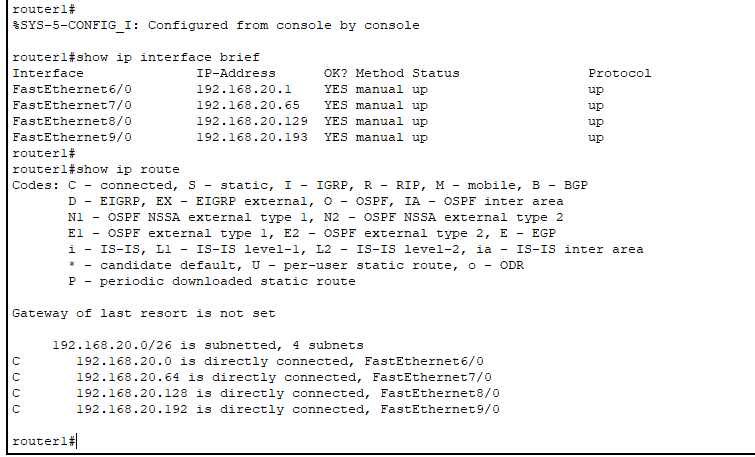 router1#
%SYS-5-CONFIG_I: Configured from console by console
router1#show ip interface brief
Interface IP-Address OK? Method Status Protocol
FastEthernet6/0 192.168.20.1 YES manual up up
FastEthernet7/0 192.168.20.65 YES manual up up
FastEthernet8/0 192.168.20.129 YES manual up up
FastEthernet9/0 192.168.20.193 YES manual up up
router1#
router1#show ip route
Codes: C - connected, S - static, I - IGRP, R - RIP, M - mobile, B - BGP
D - EIGRP, EX - EIGRP external, O - OSPF, IA - OSPF inter area
N1 - OSPF NSSA external type 1, N2 - OSPF NSSA external type 2
E1 - OSPF external type 1, E2 - OSPF external type 2, E - EGP
i - IS-IS, L1 - IS-IS level-1, L2 - IS-IS level-2, ia - IS-IS inter area
* - candidate default, U - per-user static route, o - ODR
P - periodic downloaded static route
Gateway of last resort is not set
192.168.20.0/26 is subnetted, 4 subnets
C 192.168.20.0 is directly connected, FastEthernet6/0
C 192.168.20.64 is directly connected, FastEthernet7/0
C 192.168.20.128 is directly connected, FastEthernet8/0
C 192.168.20.192 is directly connected, FastEthernet9/0
router1#